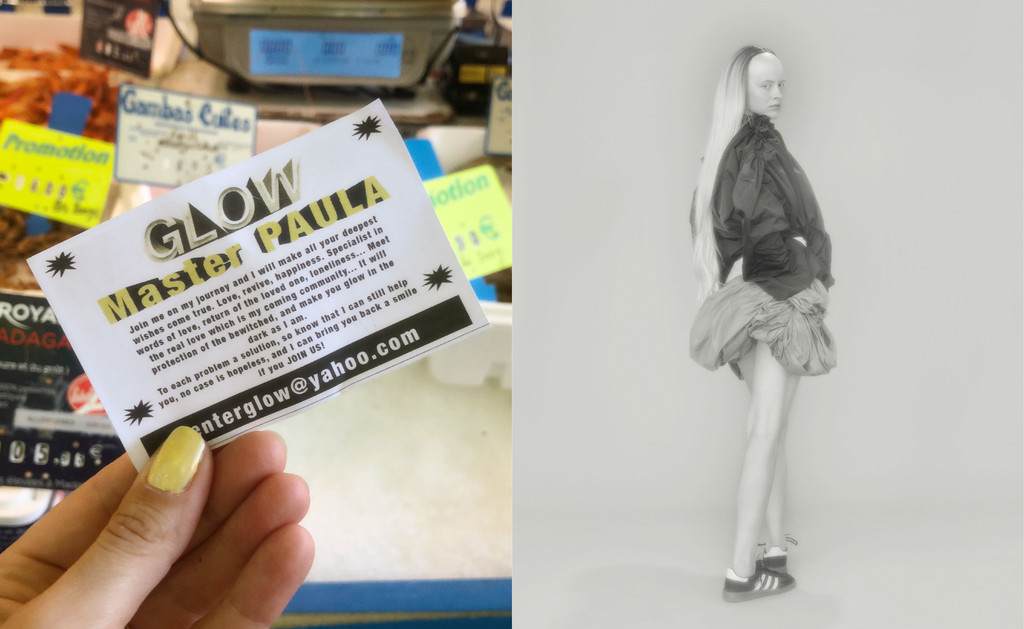 Gambas Cuites
Promotion
€
GLOW
Master PAULA
Join me on my journey and I will make all your deepest
wishes come true. Love, revive, happiness. Specialist in
words of love, return of the loved one, loneliness... Meet
the real love which is my coming community... It will
protection of the bewitched, and make you glow in the
dark as I am.
To each problem a solution, so know that I can still help
you, no case is hopeless, and I can bring you back a smile
if you JOIN US!
enterglow@yahoo.com
otion
€
ROYA
ADAGA